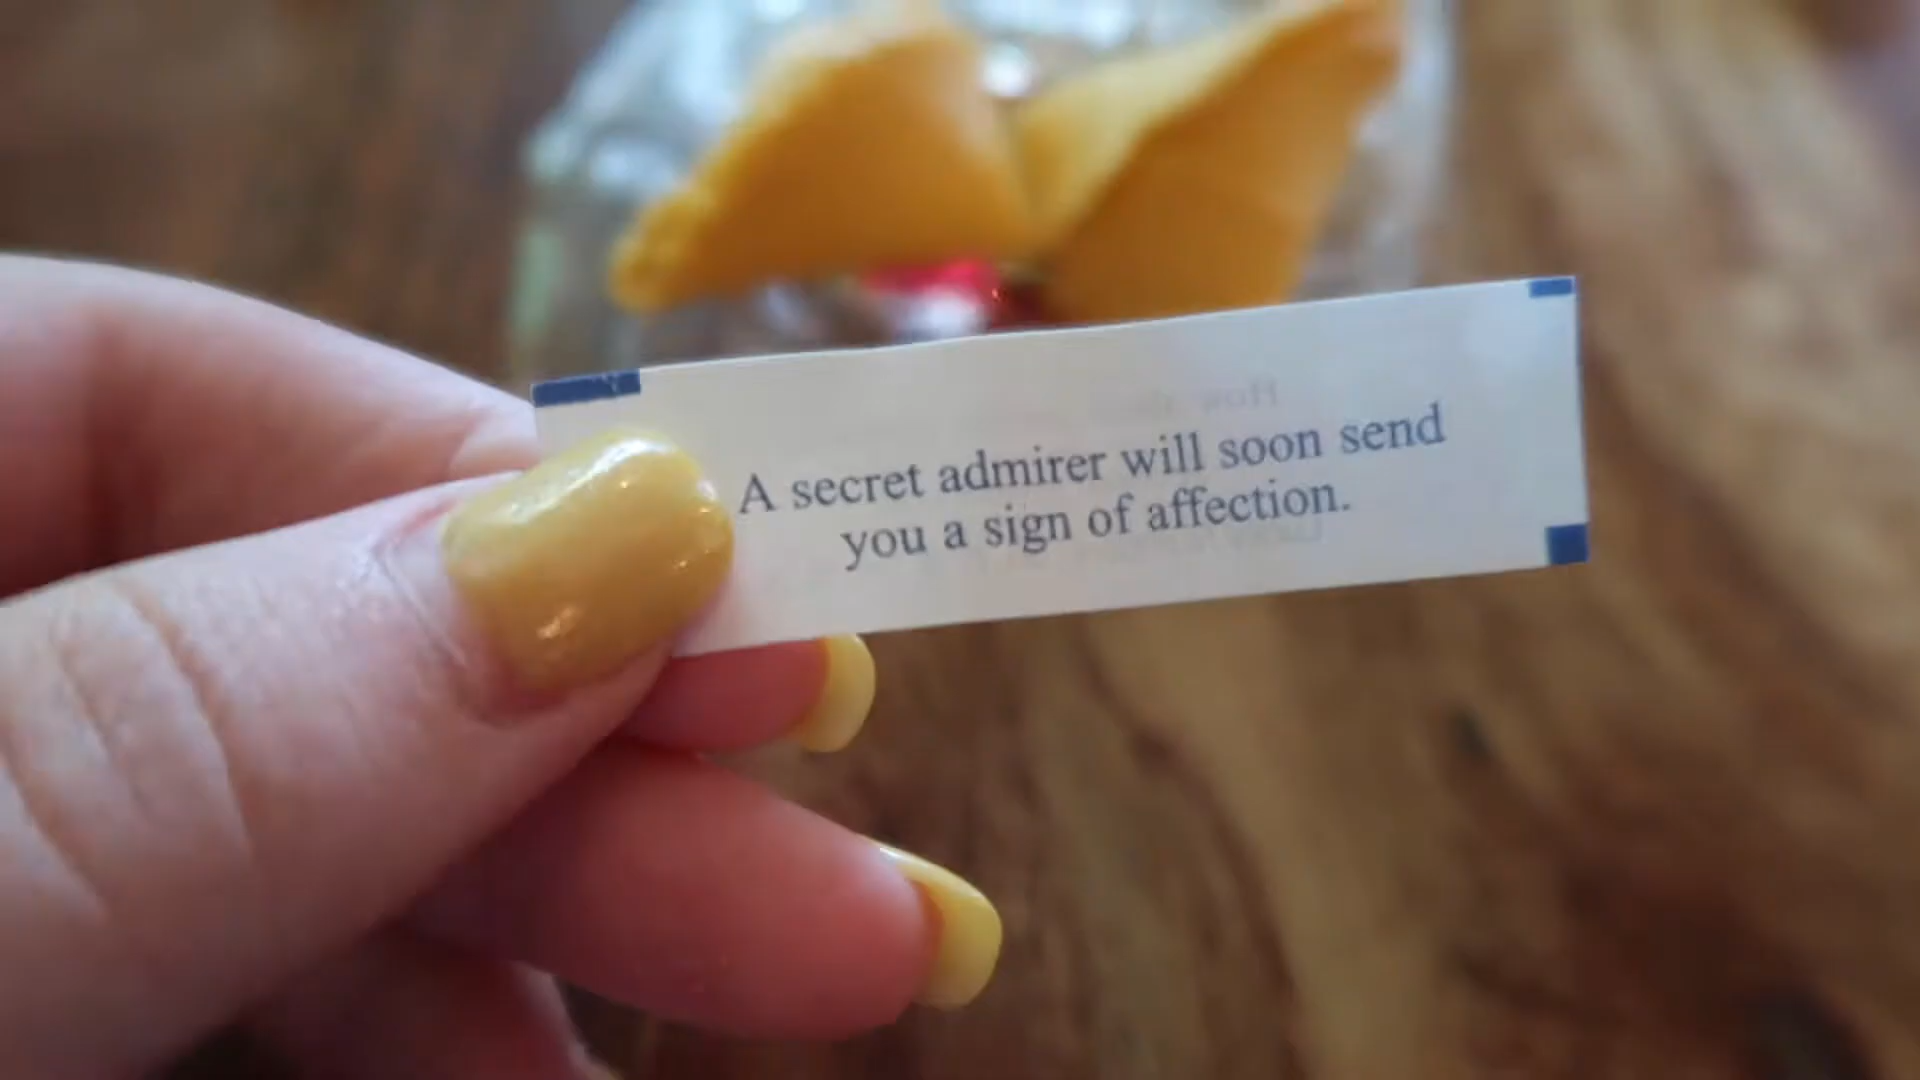 A secret admirer will soon send
you a sign of affection.